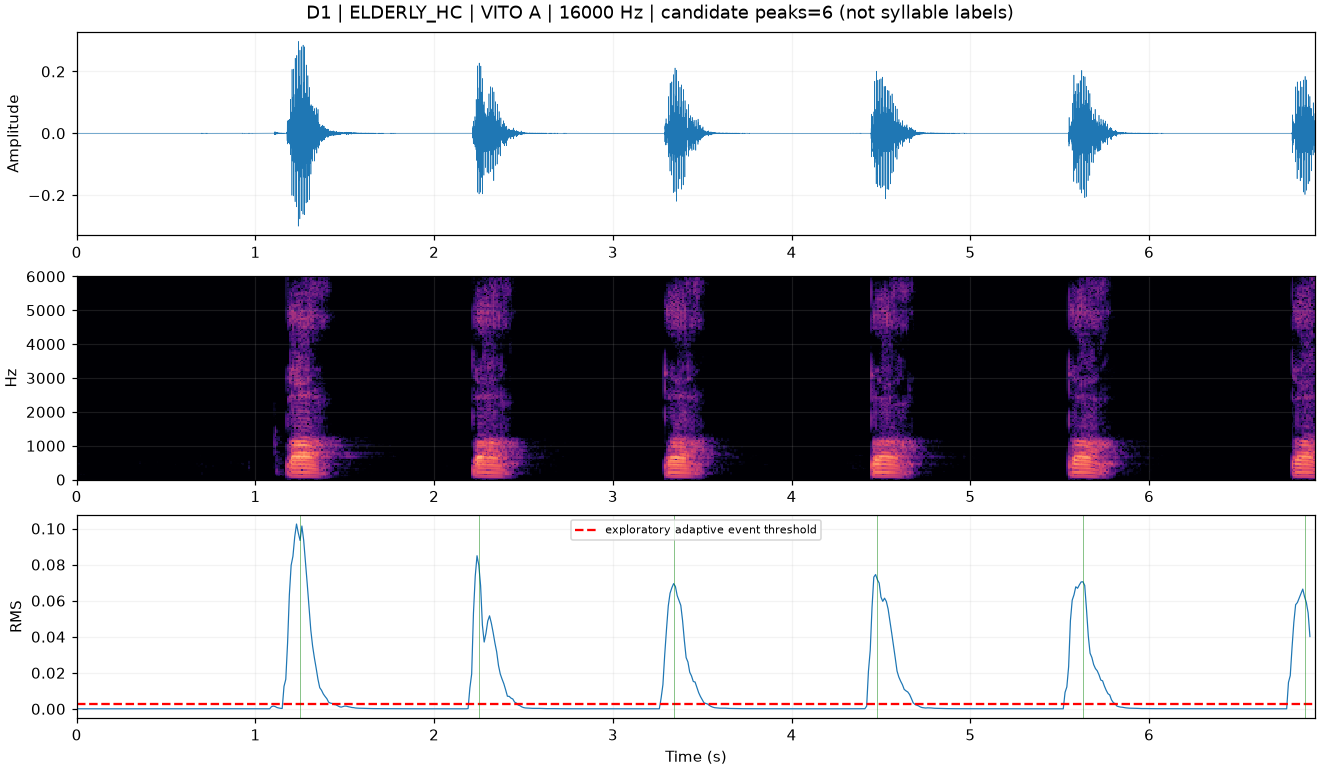 D1 | ELDERLY_HC | VITO A | 16000 Hz | candidate peaks=6 (not syllable labels)
Amplitude
0.2
0.0
−0.2
0 1 2 3 4 5 6
Hz
6000
5000
4000
3000
2000
1000
0
0 1 2 3 4 5 6
RMS
0.10
0.08
0.06
0.04
0.02
0.00
exploratory adaptive event threshold
0 1 2 3 4 5 6
Time (s)